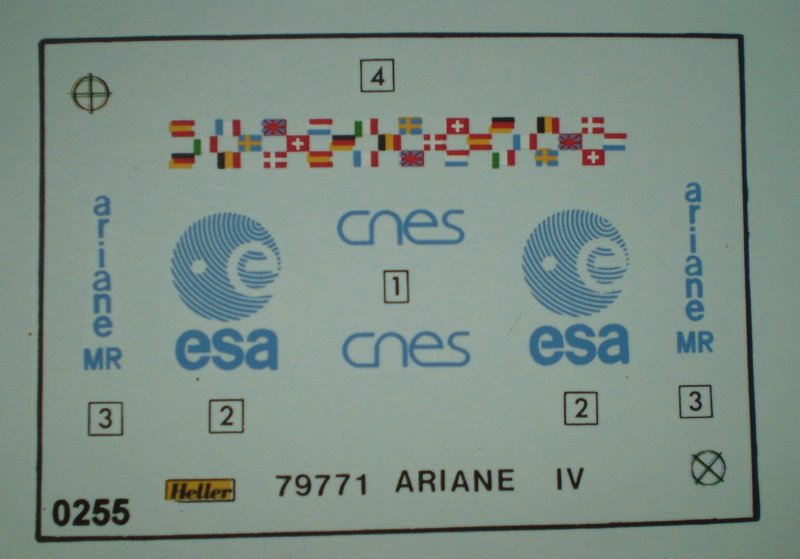 4
ariane
MR
3
e
esa
2
cnes
1
cnes
e
esa
2
ariane
MR
3
Heller 79771 ARIANE IV
0255